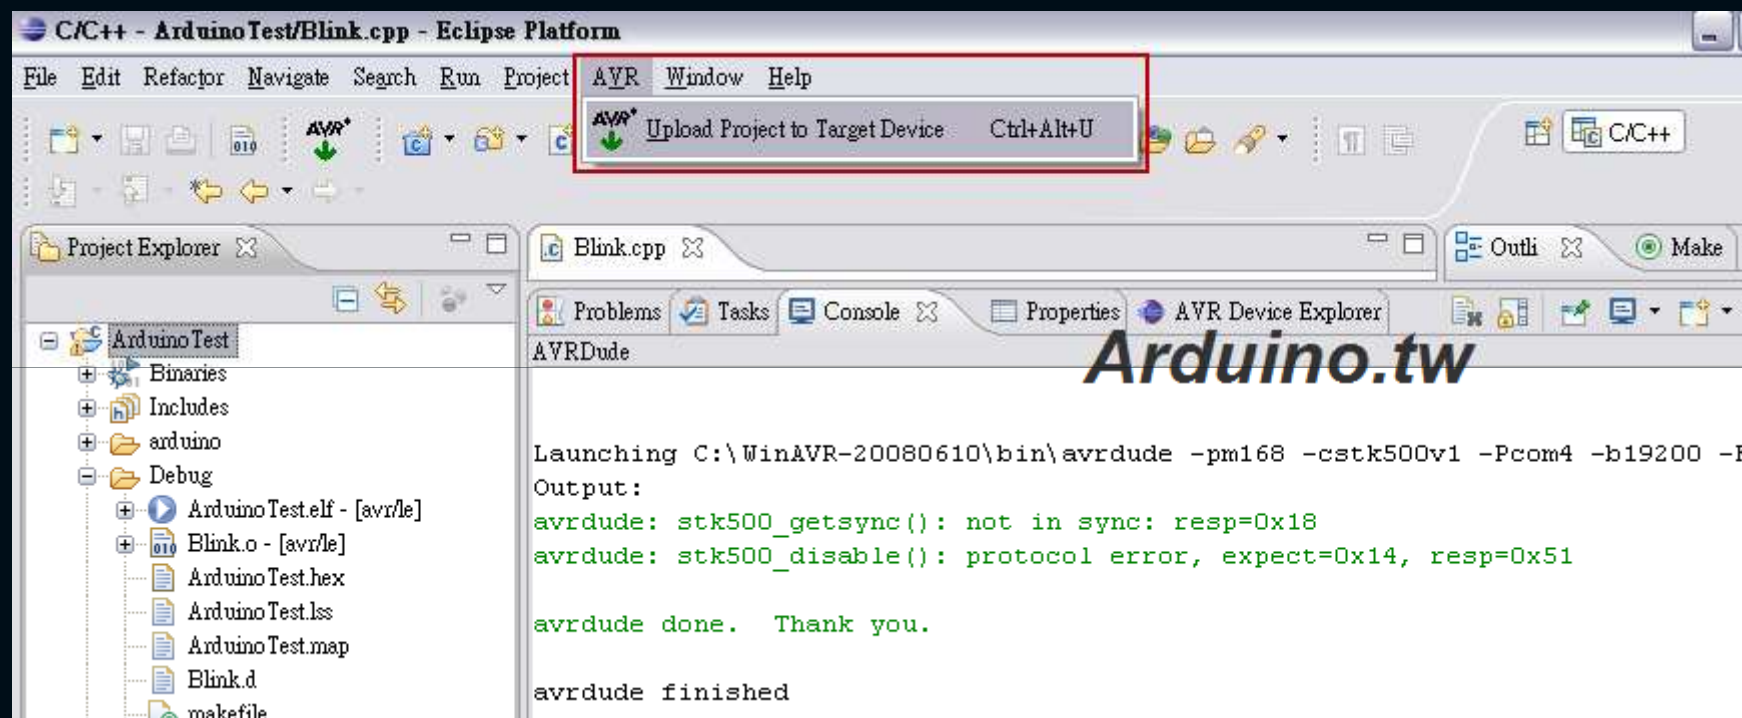 C/C++ - ArduinoTest/Blink.cpp - Eclipse Platform
File Edit Refactor Navigate Search Run Project AVR Window Help
AVR Upload Project to Target Device Ctrl+Alt+U
AVR
010
C/C++
Project Explorer
Blink.cpp
Outli
Make
Problems Tasks Console Properties AVR Device Explorer
AVRDude
Arduino.tw
ArduinoTest
Binaries
Includes
arduino
Debug
ArduinoTest.elf - [avr/le]
Blink.o - [avr/le]
ArduinoTest.hex
ArduinoTest.lss
ArduinoTest.map
Blink.d
makefile
Launching C:\WinAVR-20080610\bin\avrdude -pm168 -cstk500v1 -Pcom4 -b19200 -F
Output:
avrdude: stk500_getsync(): not in sync: resp=0x18
avrdude: stk500_disable(): protocol error, expect=0x14, resp=0x51
avrdude done.  Thank you.
avrdude finished